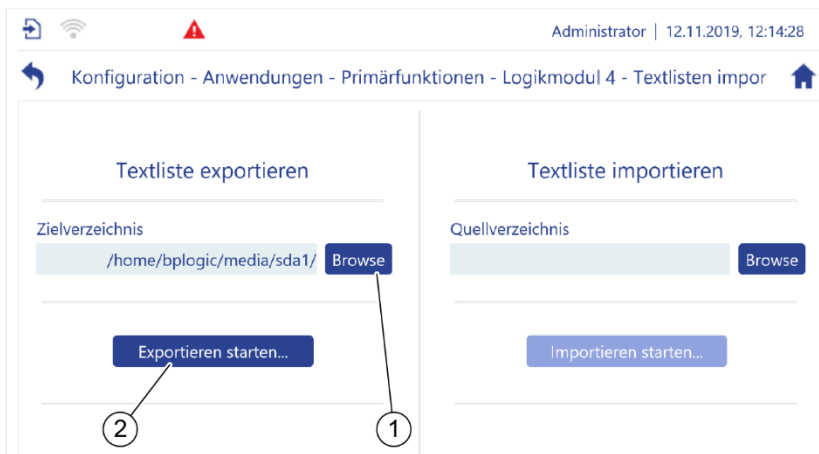 Administrator | 12.11.2019, 12:14:28
Konfiguration - Anwendungen - Primärfunktionen - Logikmodul 4 - Textlisten impor
Textliste exportieren
Zielverzeichnis
/home/bplogic/media/sda1/ Browse
Exportieren starten...
2
1
Textliste importieren
Quellverzeichnis
Browse
Importieren starten...